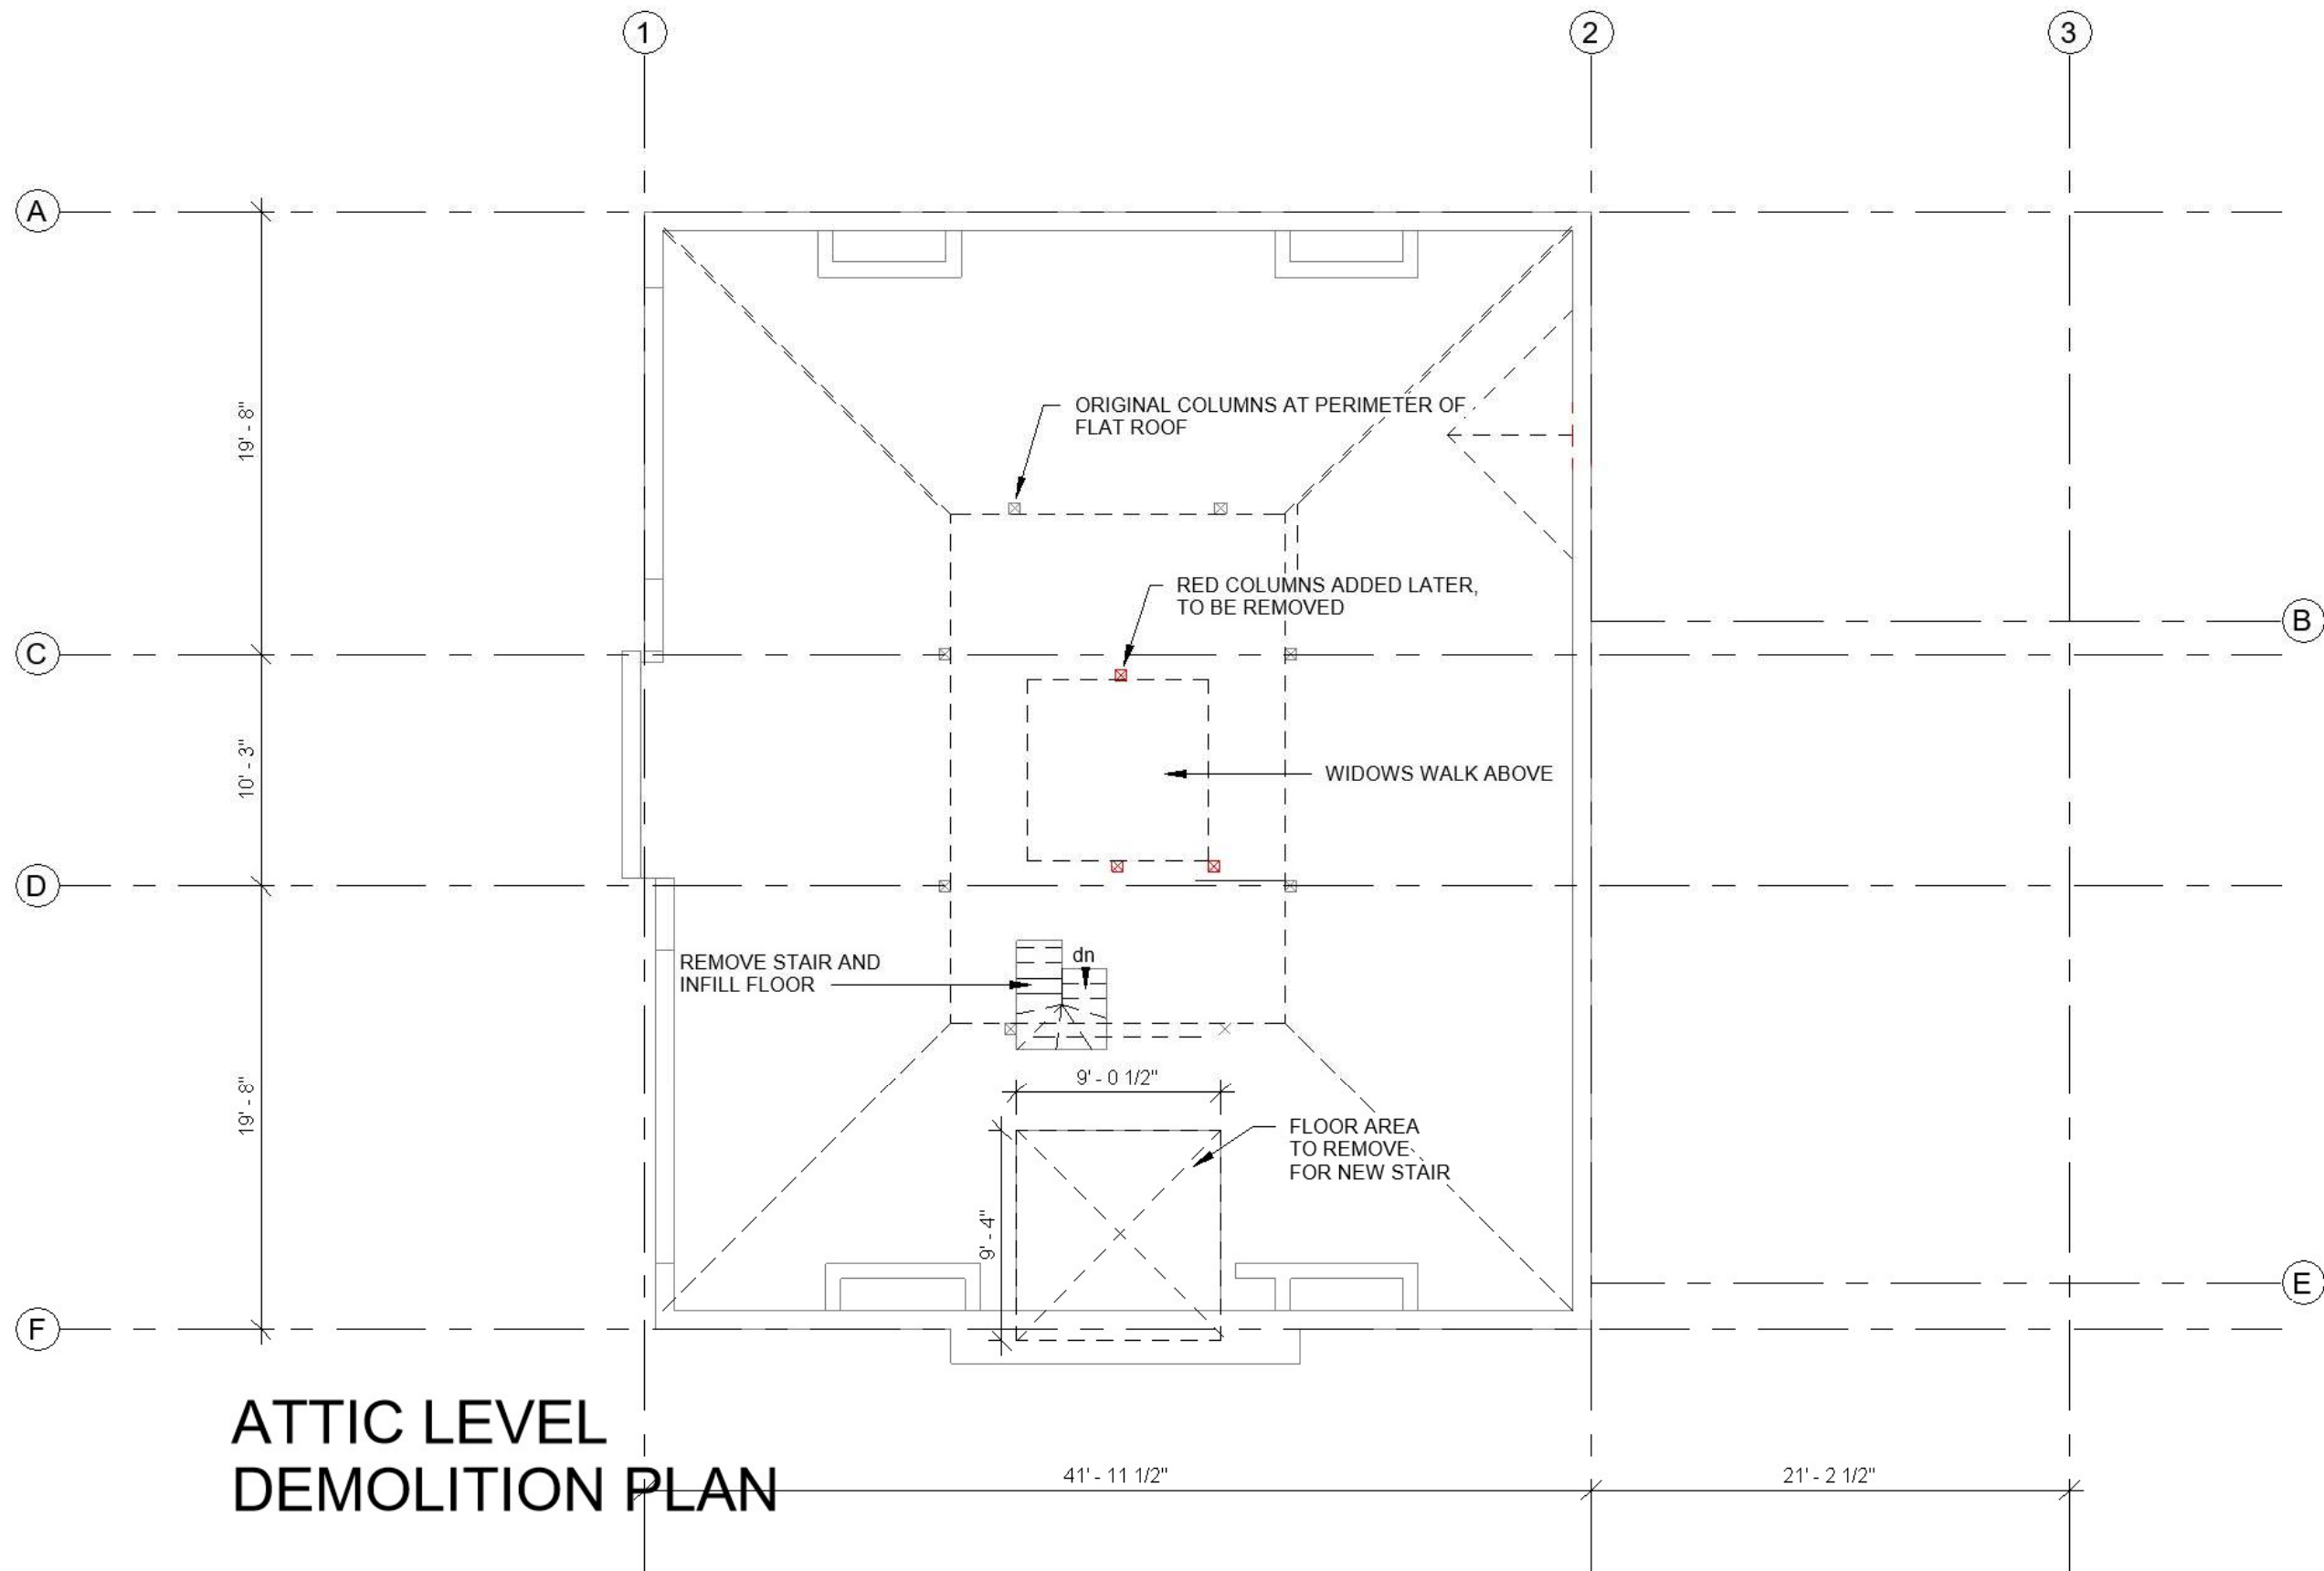 1
2
3
A
19' - 8"
ORIGINAL COLUMNS AT PERIMETER OF
FLAT ROOF
RED COLUMNS ADDED LATER,
TO BE REMOVED
B
C
10' - 3"
WIDOWS WALK ABOVE
D
REMOVE STAIR AND
INFILL FLOOR
dn
19' - 8"
9' - 0 1/2"
FLOOR AREA
TO REMOVE
FOR NEW STAIR
9' - 4"
E
F
ATTIC LEVEL
DEMOLITION PLAN
41' - 11 1/2"
21' - 2 1/2"